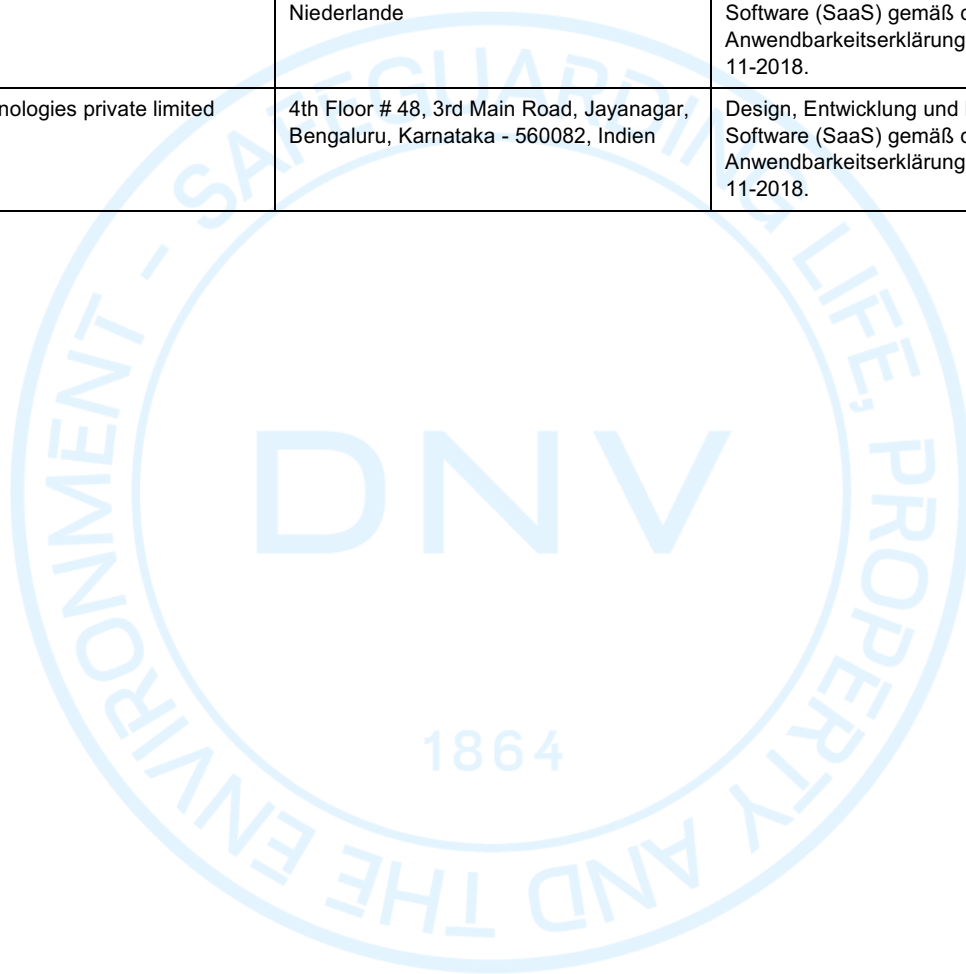 Niederlande
Software (SaaS) gemäß
Anwendbarkeitserklärung
11-2018.
nologies private limited
4th Floor # 48, 3rd Main Road, Jayanagar,
Bengaluru, Karnataka - 560082, Indien
Design, Entwicklung und
Software (SaaS) gemäß
Anwendbarkeitserklärung
11-2018.
SAFEGUARDING LIFE, PROPERTY AND THE ENVIRONMENT -
DNV
1864